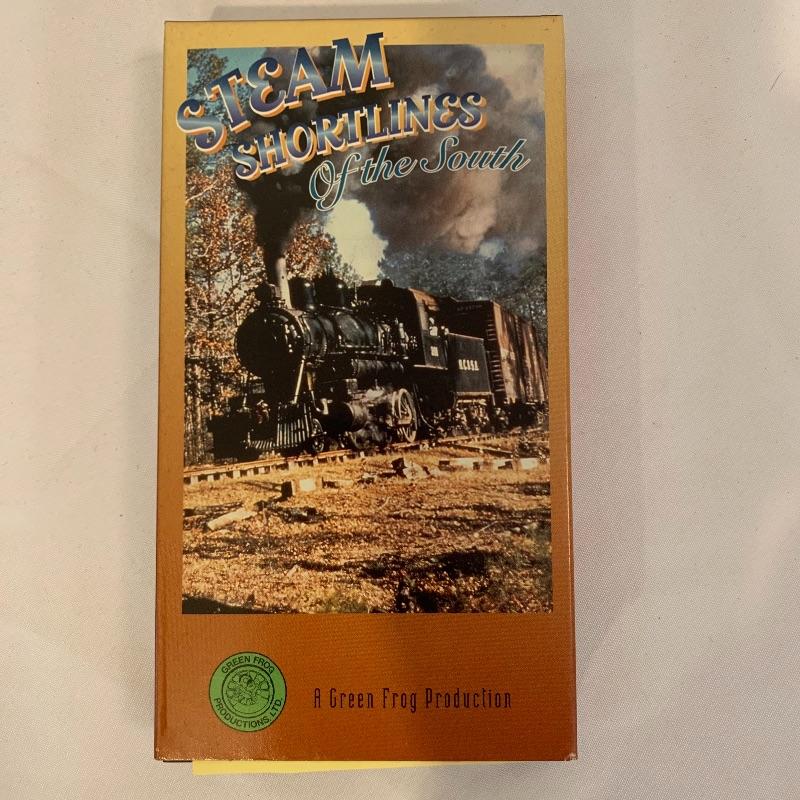 STEAM
SHORTLINES
Of the South
GREEN FROG
PRODUCTIONS, LTD.
A Green Frog Production